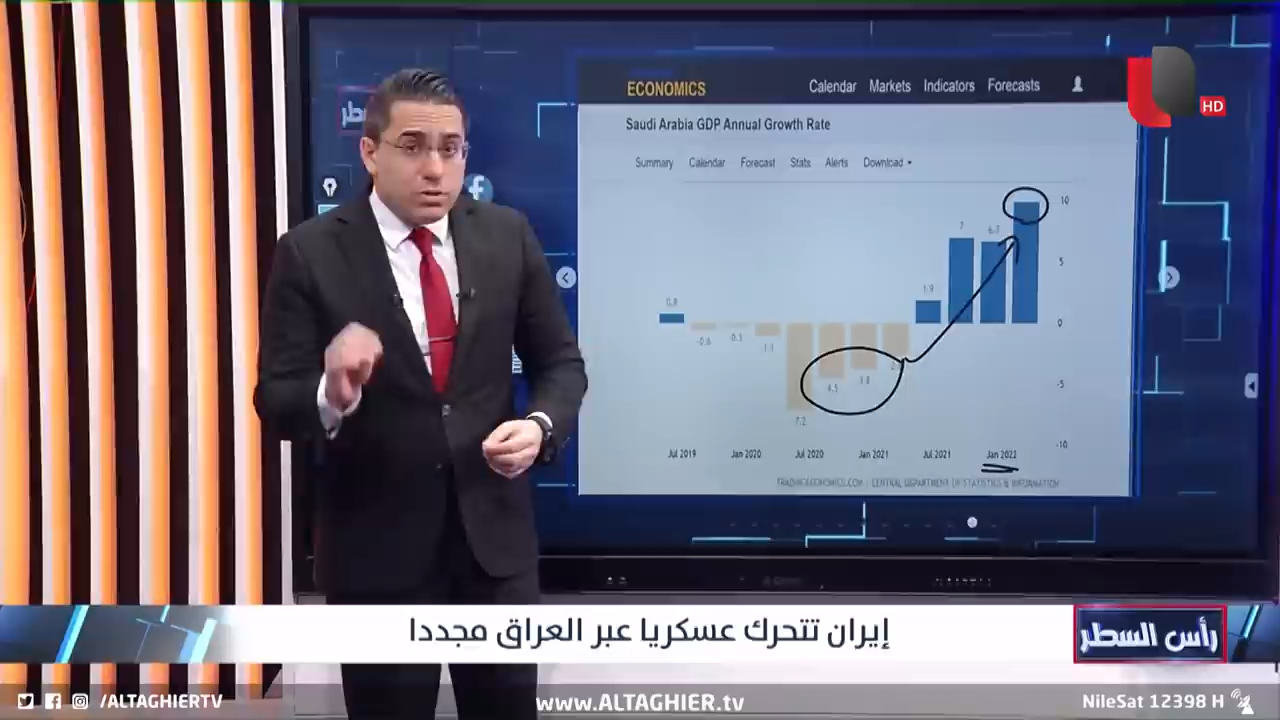 HD
ECONOMICS
Calendar Markets Indicators Forecasts
Saudi Arabia GDP Annual Growth Rate
Summary Calendar Forecast Stats Alerts Download
10
7
6.7
5
1.9
0.8
0
-0.6
-0.3
-1.1
-4.5
-3.8
-5
-7.2
-10
Jul 2019 Jan 2020 Jul 2020 Jan 2021 Jul 2021 Jan 2022
TRADINGECONOMICS.COM | CENTRAL DEPARTMENT OF STATISTICS & INFORMATION
رأس السطر
إيران تتحرك عسكريا عبر العراق مجددا
/ALTAGHIERTV
www.ALTAGHIER.tv
NileSat 12398 H